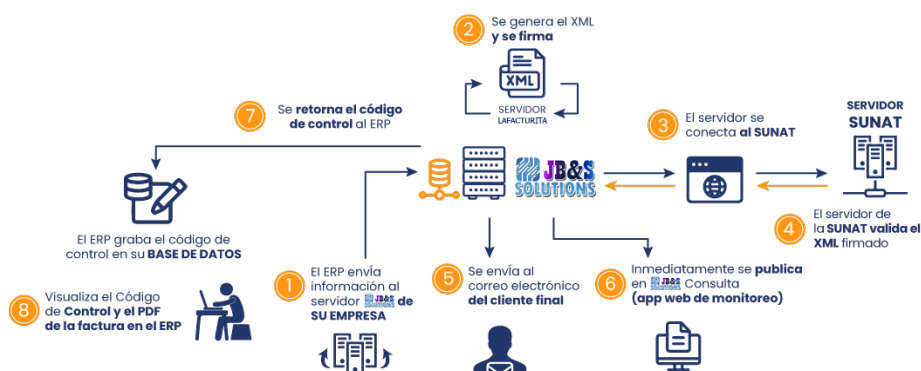 2
Se genera el XML
y se firma
XML
SERVIDOR
LAFACTURITA
7
Se retorna el código
de control al ERP
3
El servidor se
conecta al SUNAT
SERVIDOR
SUNAT
JB&S
SOLUTIONS
El ERP graba el código de
control en su BASE DE DATOS
4
El servidor de
la SUNAT valida el
XML firmado
1
El ERP envía
información al
servidor JB&S SOLUTIONS de
SU EMPRESA
5
Se envía al
correo electrónico
del cliente final
6
Inmediatamente se publica
en JB&S SOLUTIONS Consulta
(app web de monitoreo)
8
Visualiza el Código
de Control y el PDF
de la factura en el ERP